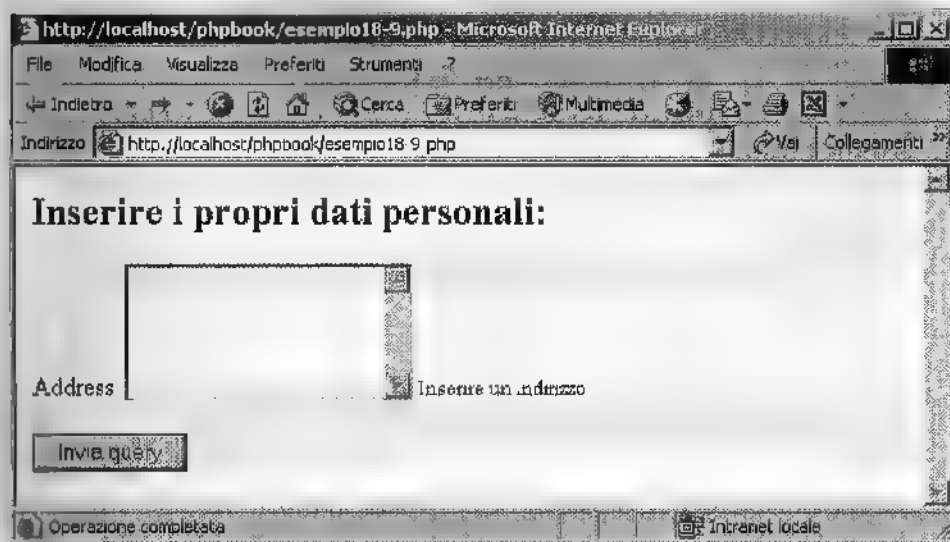 http://localhost/phpbook/esempio18-9.php - Microsoft Internet Explorer
File Modifica Visualizza Preferiti Strumenti ?
Indietro Cerca Preferiti Multimedia
Indirizzo http://localhost/phpbook/esempio18-9.php Vai Collegamenti »
Inserire i propri dati personali:
Address Inserire un indirizzo
Invia query
Operazione completata Intranet locale